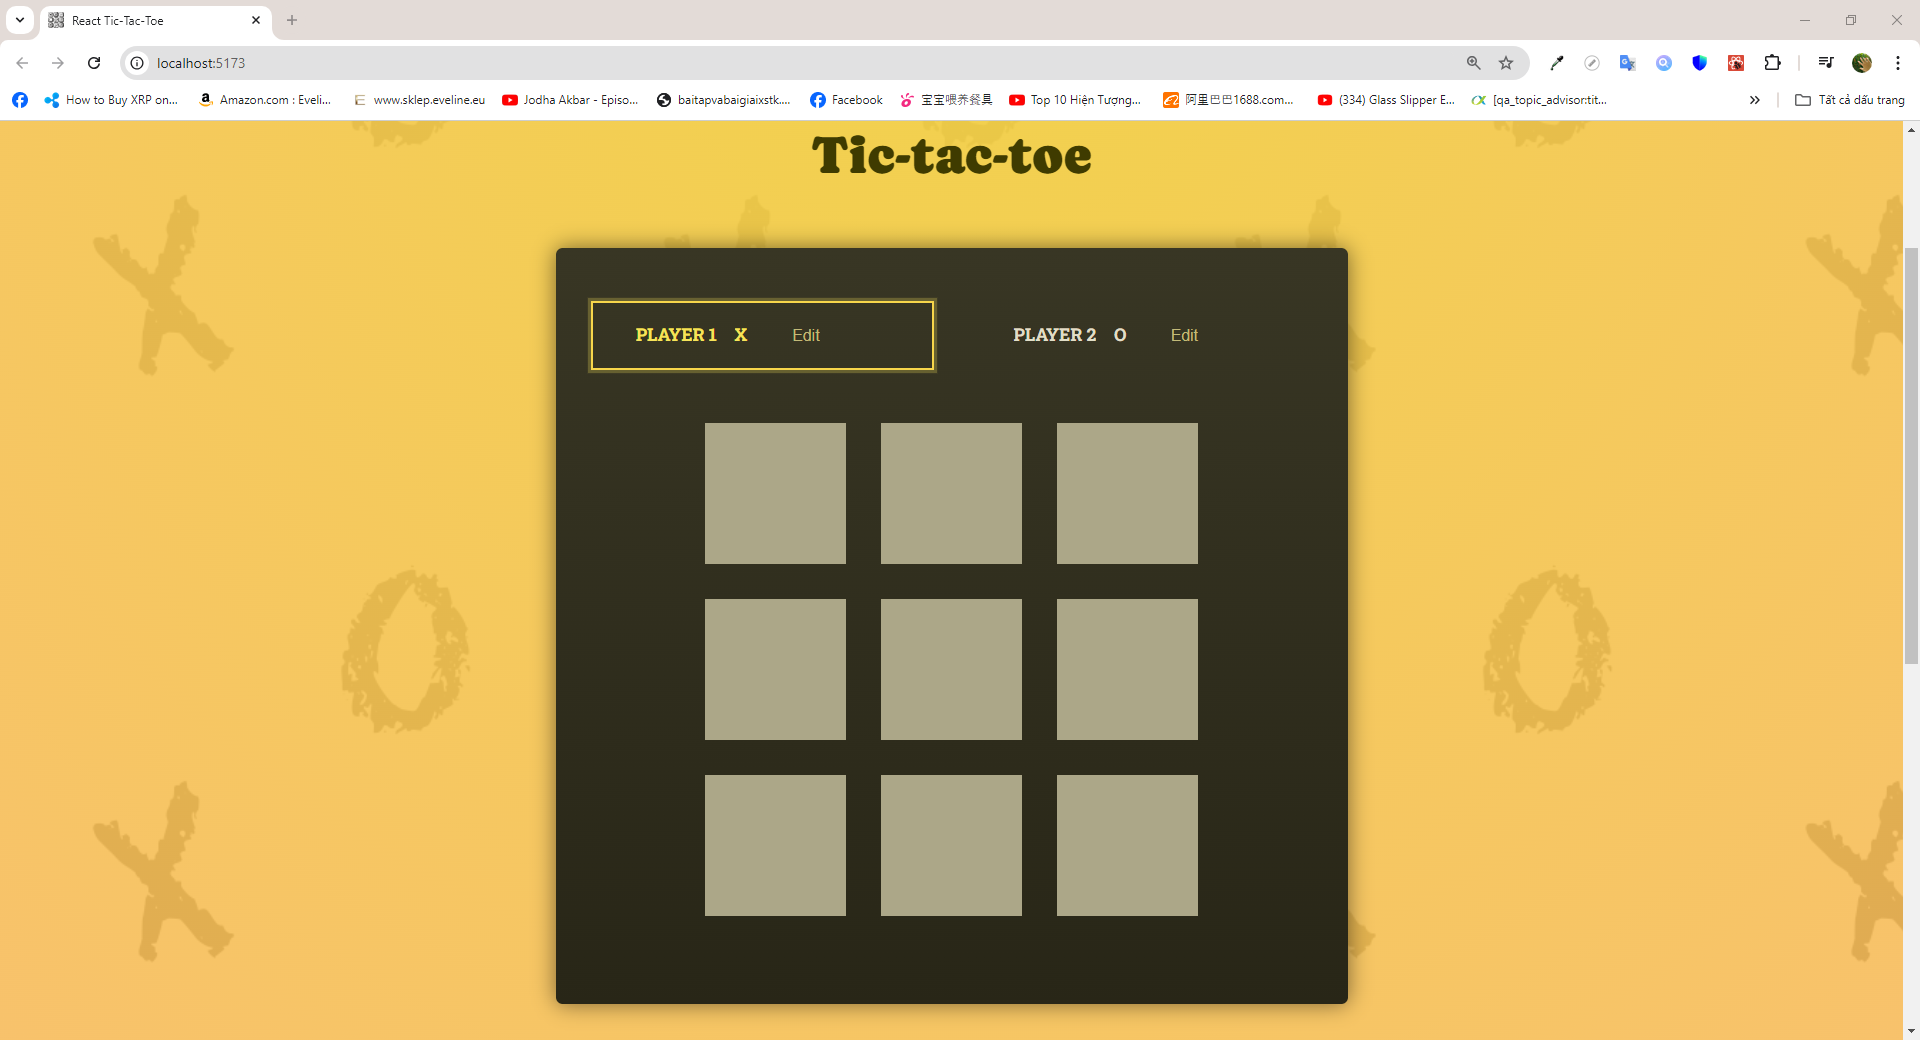 React Tic-Tac-Toe
localhost:5173
How to Buy XRP on...
Amazon.com : Eveli...
www.sklep.eveline.eu
Jodha Akbar - Episo...
baitapvabaigiaixstk....
Facebook
宝宝喂养餐具
Top 10 Hiện Tượng...
阿里巴巴1688.com...
(334) Glass Slipper E...
[qa_topic_advisor:tit...
Tất cả dấu trang
Tic-tac-toe
PLAYER 1 X Edit
PLAYER 2 O Edit